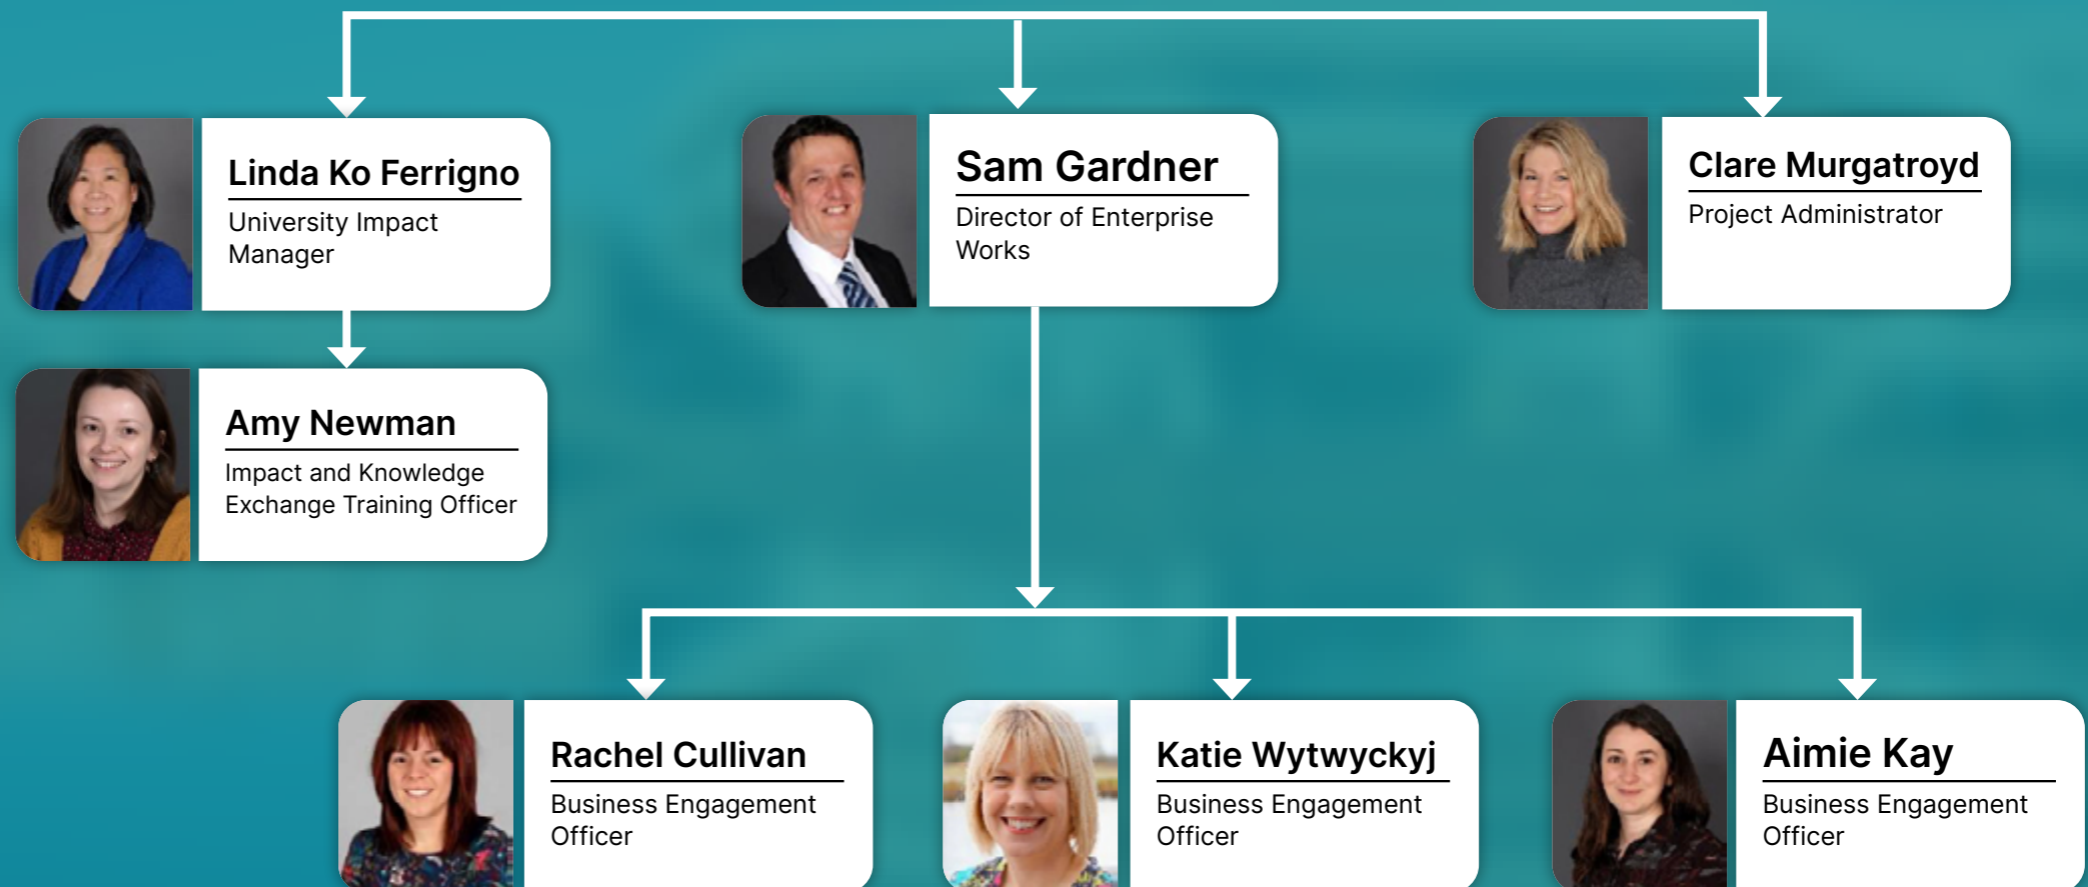 Linda Ko Ferrigno
University Impact
Manager
Sam Gardner
Director of Enterprise
Works
Clare Murgatroyd
Project Administrator
Amy Newman
Impact and Knowledge
Exchange Training Officer
Rachel Cullivan
Business Engagement
Officer
Katie Wytwyckyj
Business Engagement
Officer
Aimie Kay
Business Engagement
Officer